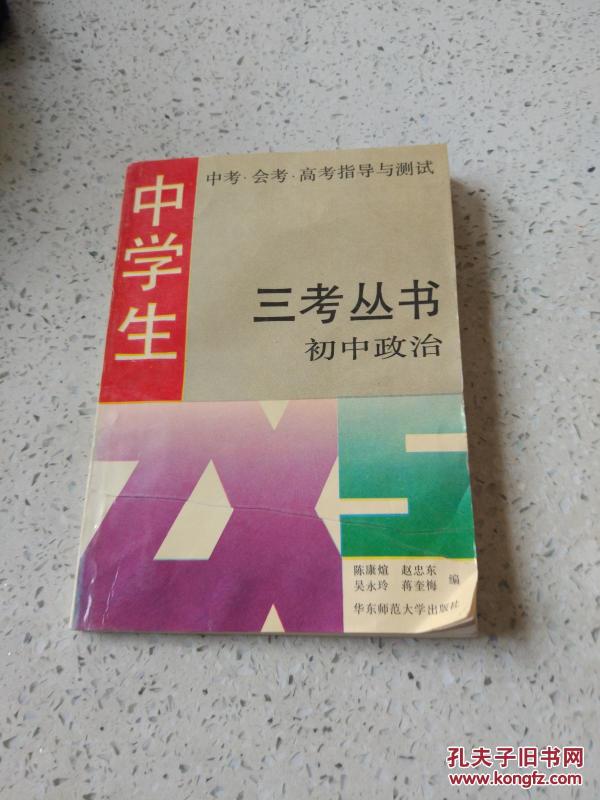 中学生
中考·会考·高考指导与测试
三考丛书
初中政治
ZXS
陈康煊 赵忠东
吴永玲 蒋奎梅 编
华东师范大学出版社
孔夫子旧书网
www.kongfz.com